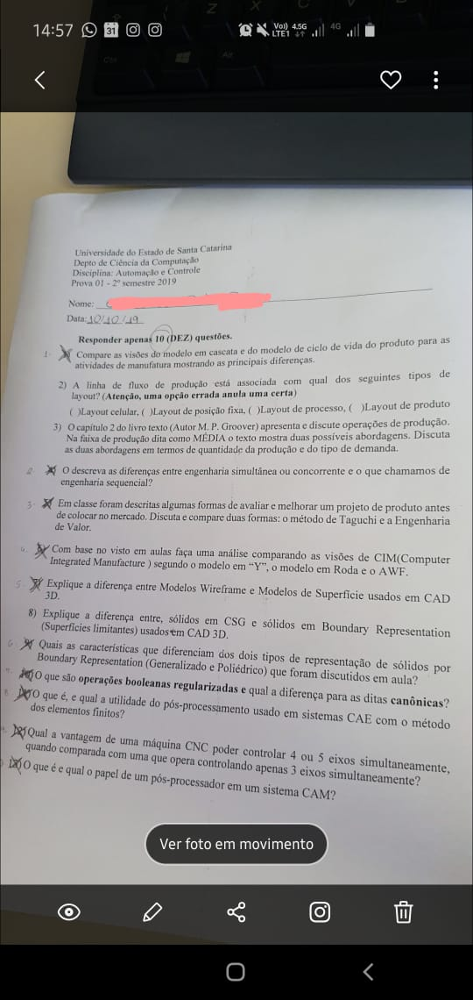 14:57
31
Vo)) 4.5G
LTE1
4G
Z X C V
Ctrl
Alt
Universidade do Estado de Santa Catarina
Depto de Ciência da Computação
Disciplina: Automação e Controle
Prova 01 - 2º semestre 2019
Nome:
Data: 10/10/19
Responder apenas 10 (DEZ) questões.
1- Compare as visões do modelo em cascata e do modelo de ciclo de vida do produto para as
atividades de manufatura mostrando as principais diferenças.
2) A linha de fluxo de produção está associada com qual dos seguintes tipos de
layout? (Atenção, uma opção errada anula uma certa)
( )Layout celular, ( )Layout de posição fixa, ( )Layout de processo, ( )Layout de produto
3) O capítulo 2 do livro texto (Autor M. P. Groover) apresenta e discute operações de produção.
Na faixa de produção dita como MÉDIA o texto mostra duas possíveis abordagens. Discuta
as duas abordagens em termos de quantidade da produção e do tipo de demanda.
2- O descreva as diferenças entre engenharia simultânea ou concorrente e o que chamamos de
engenharia sequencial?
3- Em classe foram descritas algumas formas de avaliar e melhorar um projeto de produto antes
de colocar no mercado. Discuta e compare duas formas: o método de Taguchi e a Engenharia
de Valor.
4. Com base no visto em aulas faça uma análise comparando as visões de CIM(Computer
Integrated Manufacture ) segundo o modelo em “Y”, o modelo em Roda e o AWF.
5- Explique a diferença entre Modelos Wireframe e Modelos de Superfície usados em CAD
3D.
8) Explique a diferença entre, sólidos em CSG e sólidos em Boundary Representation
(Superfícies limitantes) usados em CAD 3D.
6- Quais as características que diferenciam dos dois tipos de representação de sólidos por
Boundary Representation (Generalizado e Poliédrico) que foram discutidos em aula?
7. O que são operações booleanas regularizadas e qual a diferença para as ditas canônicas?
8 O que é, e qual a utilidade do pós-processamento usado em sistemas CAE com o método
dos elementos finitos?
9. Qual a vantagem de uma máquina CNC poder controlar 4 ou 5 eixos simultaneamente,
quando comparada com uma que opera controlando apenas 3 eixos simultaneamente?
O que é e qual o papel de um pós-processador em um sistema CAM?
Ver foto em movimento